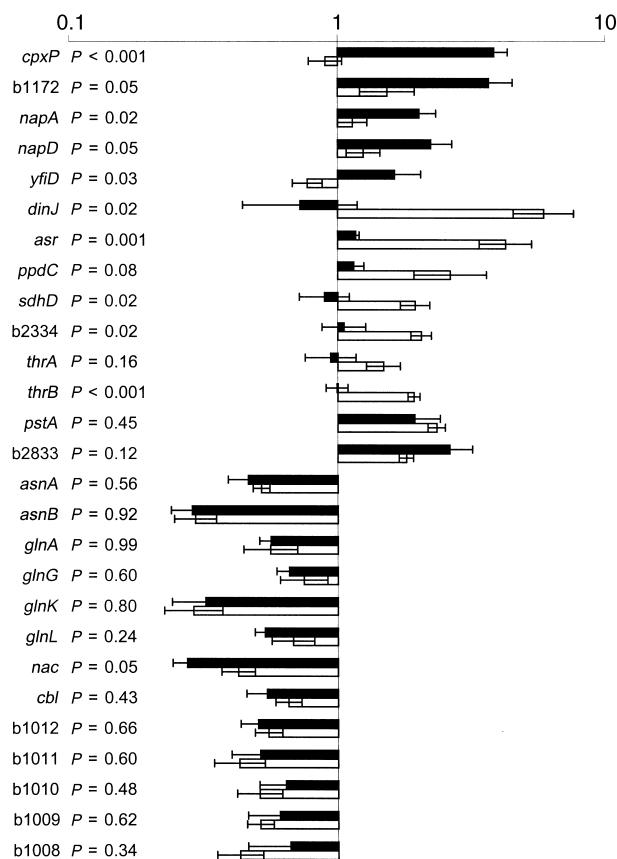 0.1 1 10
cpxP P < 0.001
b1172 P = 0.05
napA P = 0.02
napD P = 0.05
yfiD P = 0.03
dinJ P = 0.02
asr P = 0.001
ppdC P = 0.08
sdhD P = 0.02
b2334 P = 0.02
thrA P = 0.16
thrB P < 0.001
pstA P = 0.45
b2833 P = 0.12
asnA P = 0.56
asnB P = 0.92
glnA P = 0.99
glnG P = 0.60
glnK P = 0.80
glnL P = 0.24
nac P = 0.05
cbl P = 0.43
b1012 P = 0.66
b1011 P = 0.60
b1010 P = 0.48
b1009 P = 0.62
b1008 P = 0.34